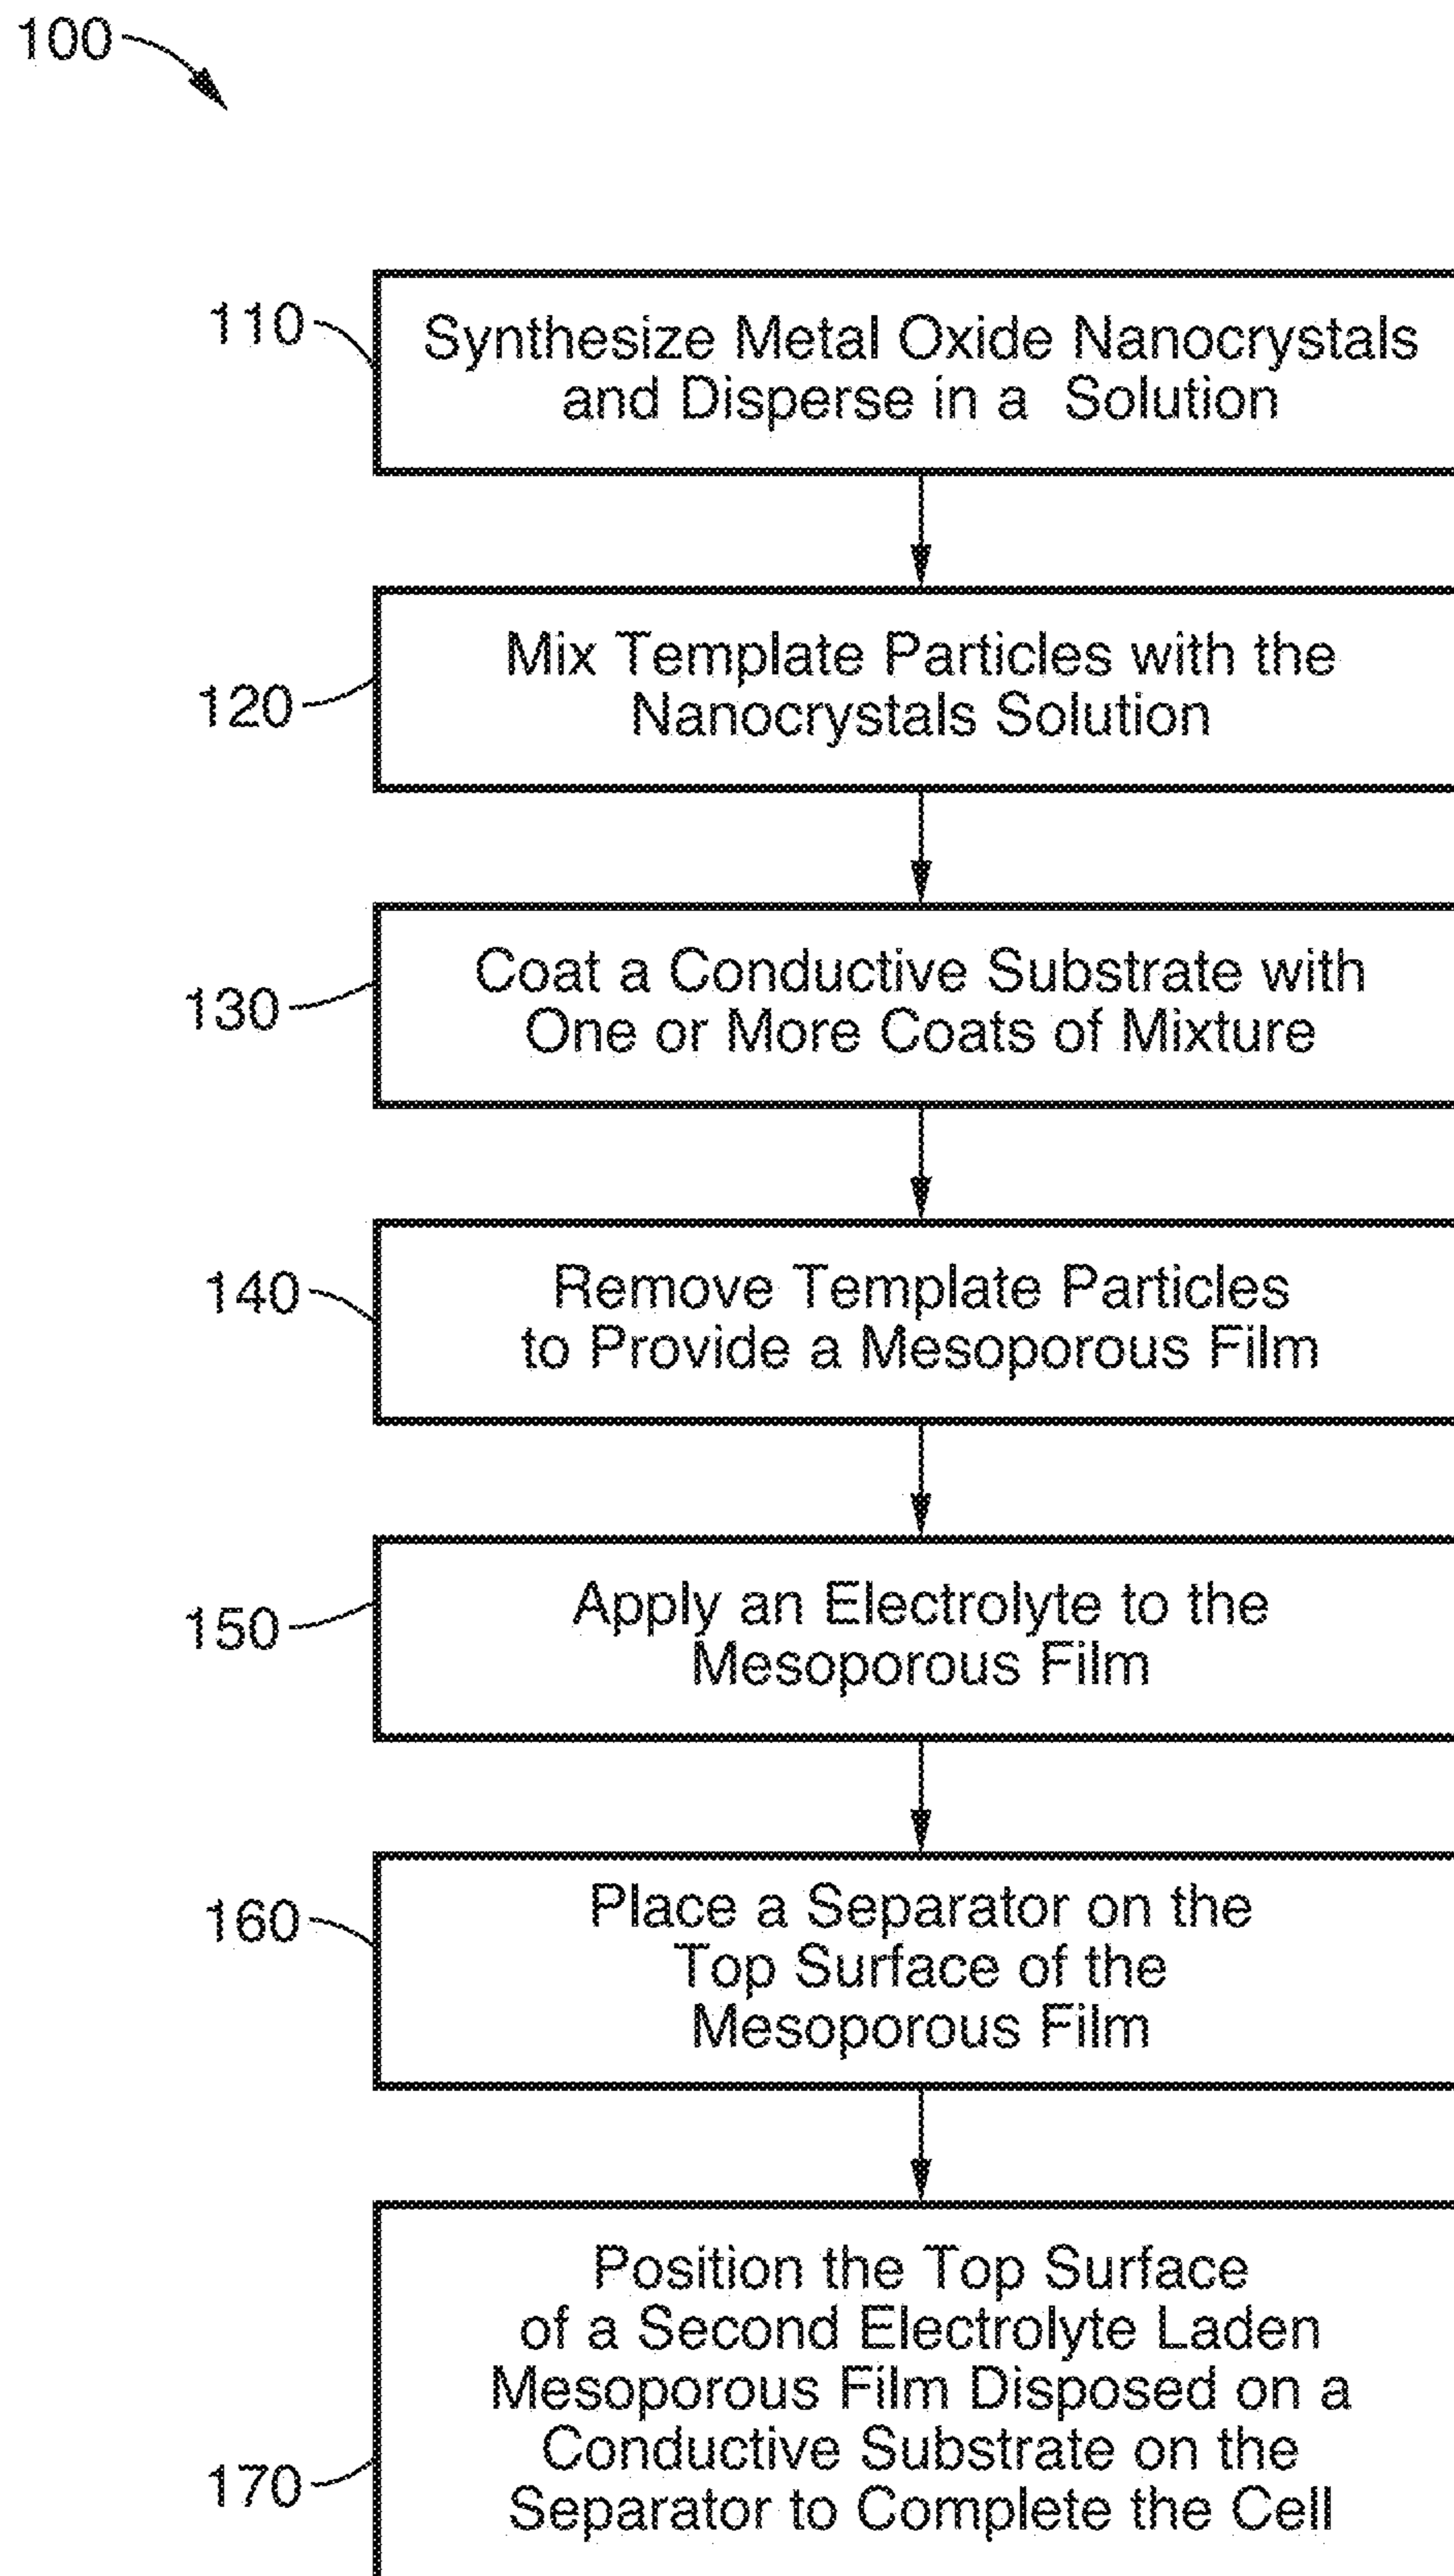 100
110
Synthesize Metal Oxide Nanocrystals
and Disperse in a Solution
120
Mix Template Particles with the
Nanocrystals Solution
130
Coat a Conductive Substrate with
One or More Coats of Mixture
140
Remove Template Particles
to Provide a Mesoporous Film
150
Apply an Electrolyte to the
Mesoporous Film
160
Place a Separator on the
Top Surface of the
Mesoporous Film
170
Position the Top Surface
of a Second Electrolyte Laden
Mesoporous Film Disposed on a
Conductive Substrate on the
Separator to Complete the Cell